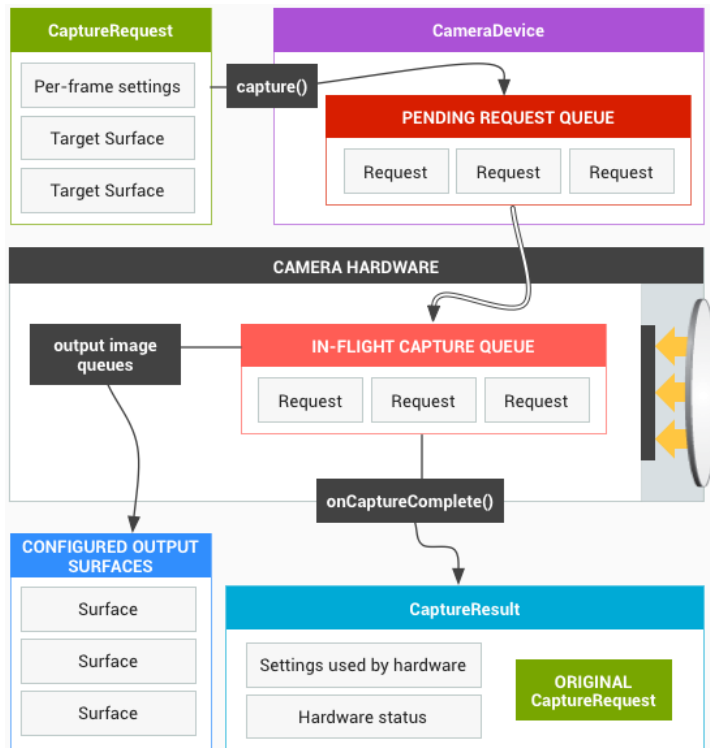 CaptureRequest
Per-frame settings
Target Surface
Target Surface
capture()
CameraDevice
PENDING REQUEST QUEUE
Request
Request
Request
CAMERA HARDWARE
output image
queues
IN-FLIGHT CAPTURE QUEUE
Request
Request
Request
onCaptureComplete()
CONFIGURED OUTPUT
SURFACES
Surface
Surface
Surface
CaptureResult
Settings used by hardware
Hardware status
ORIGINAL
CaptureRequest